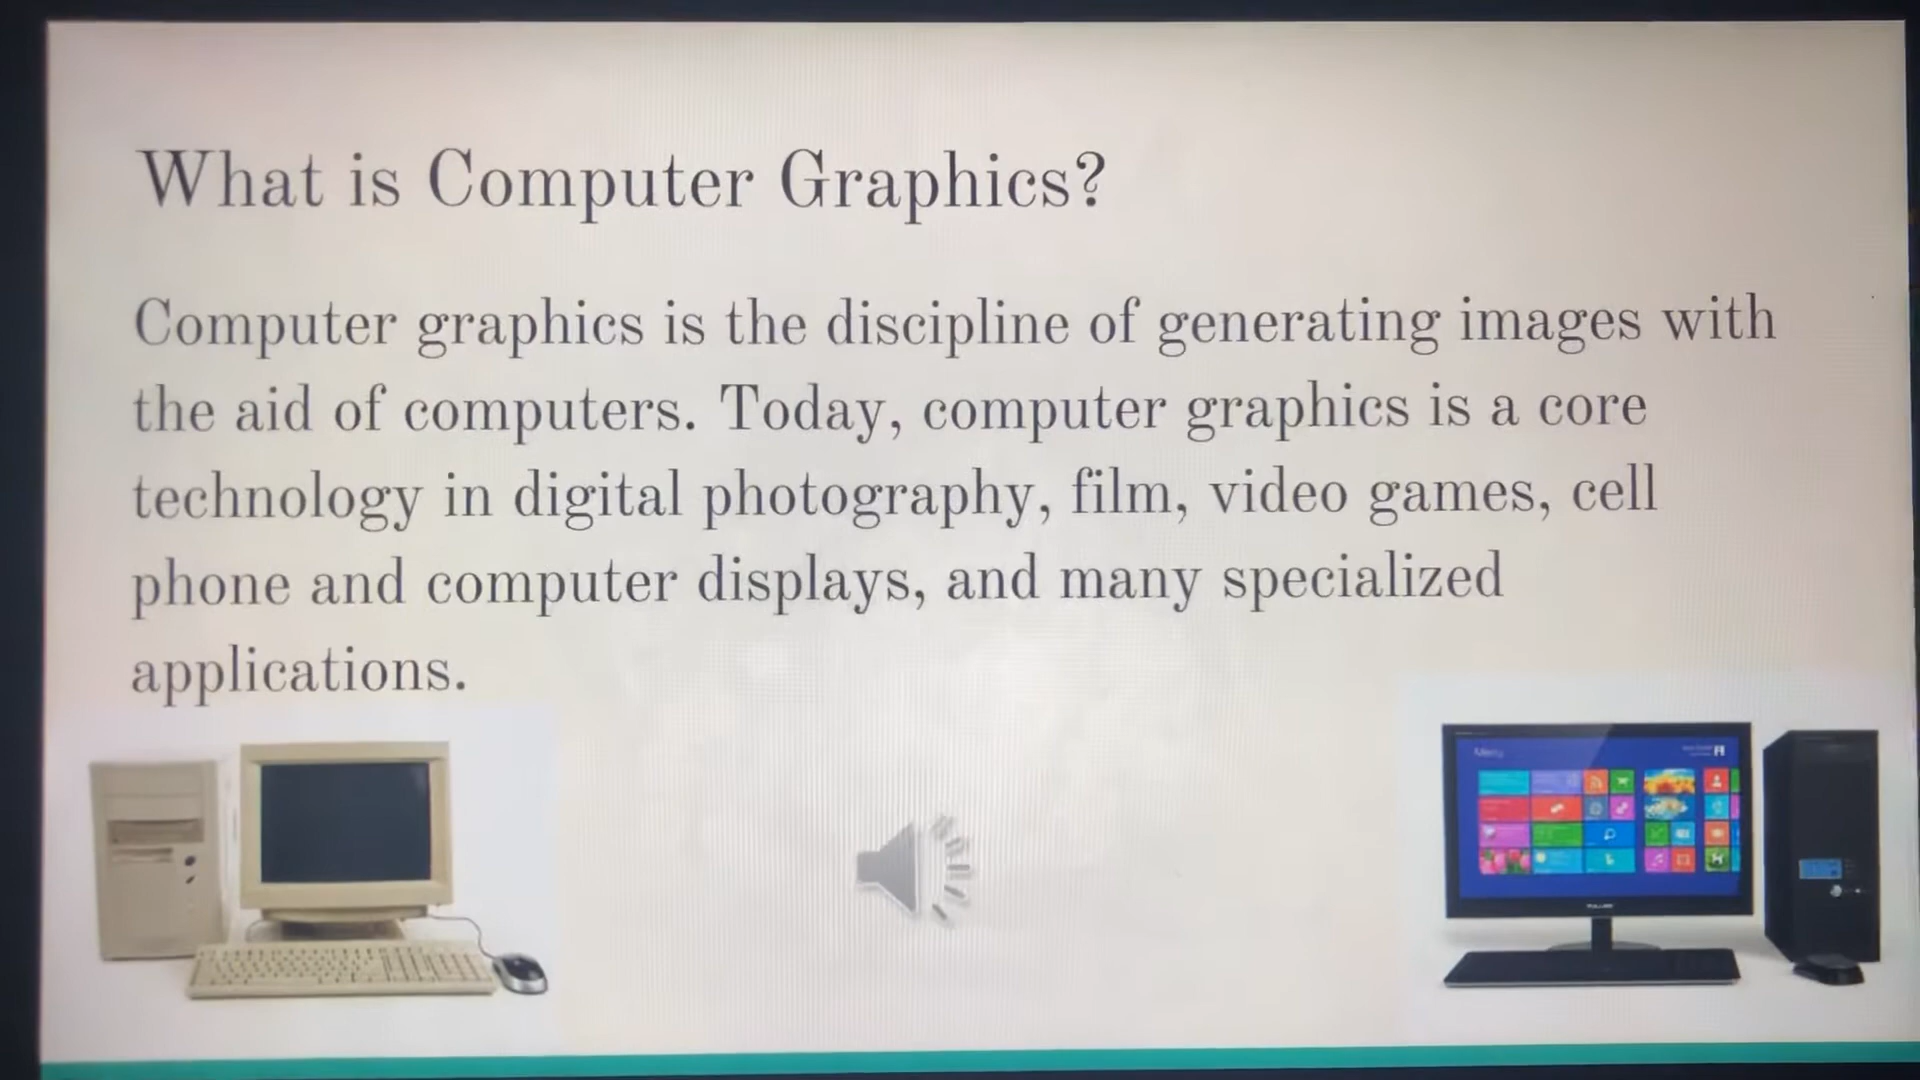 What is Computer Graphics?
Computer graphics is the discipline of generating images with
the aid of computers. Today, computer graphics is a core
technology in digital photography, film, video games, cell
phone and computer displays, and many specialized
applications.